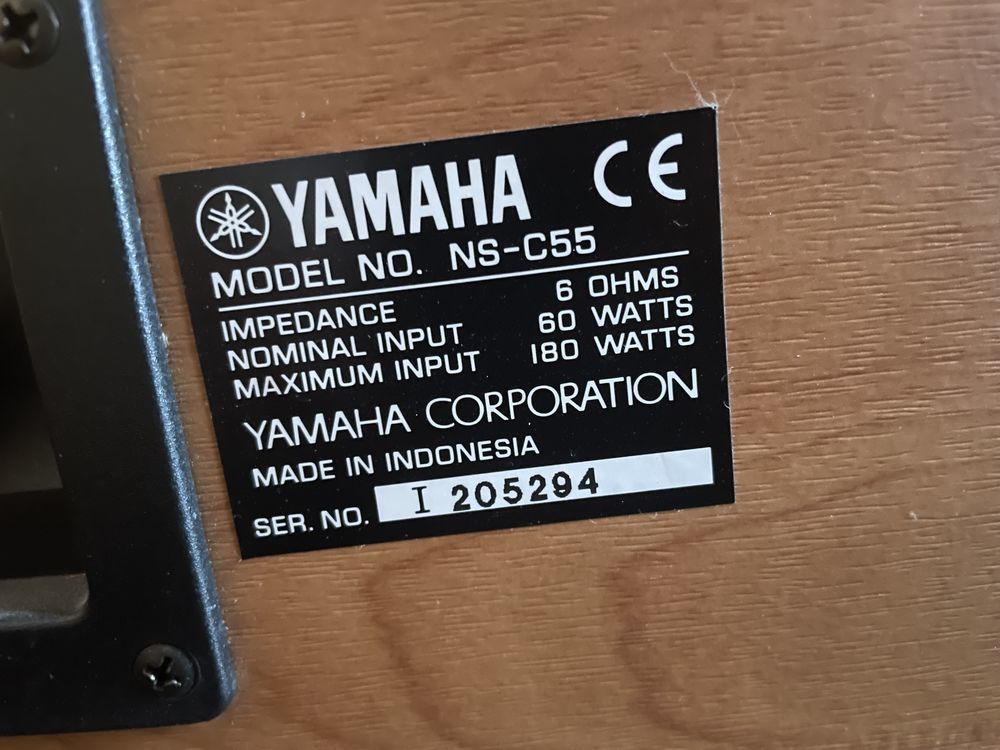 YAMAHA CE
MODEL NO. NS-C55
IMPEDANCE 6 OHMS
NOMINAL INPUT 60 WATTS
MAXIMUM INPUT 180 WATTS
YAMAHA CORPORATION
MADE IN INDONESIA
SER. NO. I 205294